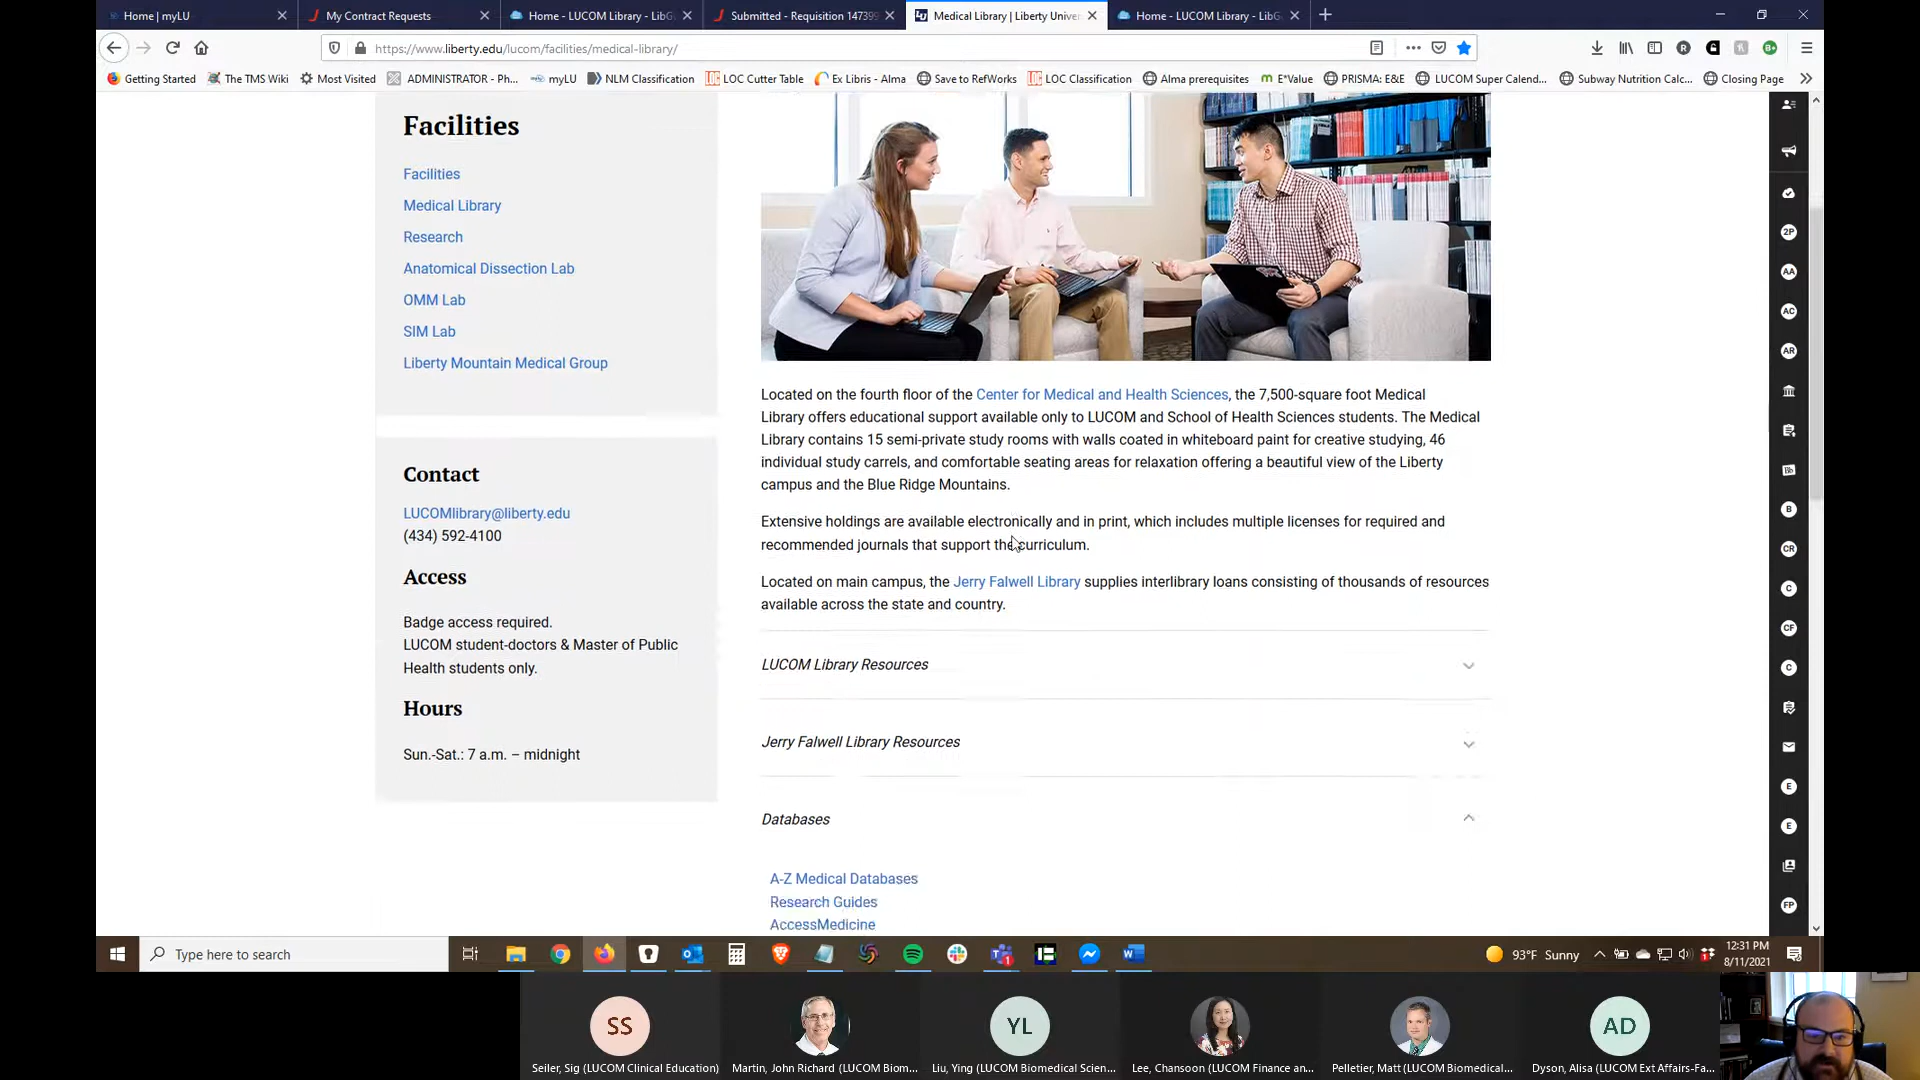 Home | myLU
My Contract Requests
Home - LUCOM Library - LibG
Submitted - Requisition 147399
Medical Library | Liberty Univer
Home - LUCOM Library - LibG
https://www.liberty.edu/lucom/facilities/medical-library/
Getting Started
The TMS Wiki
Most Visited
ADMINISTRATOR - Ph...
myLU
NLM Classification
LOC Cutter Table
Ex Libris - Alma
Save to RefWorks
LOC Classification
Alma prerequisites
E*Value
PRISMA: E&E
LUCOM Super Calend...
Subway Nutrition Calc...
Closing Page
Facilities
Facilities
Medical Library
Research
Anatomical Dissection Lab
OMM Lab
SIM Lab
Liberty Mountain Medical Group
Contact
LUCOMlibrary@liberty.edu
(434) 592-4100
Access
Badge access required.
LUCOM student-doctors & Master of Public
Health students only.
Hours
Sun.-Sat.: 7 a.m. – midnight
Located on the fourth floor of the Center for Medical and Health Sciences, the 7,500-square foot Medical
Library offers educational support available only to LUCOM and School of Health Sciences students. The Medical
Library contains 15 semi-private study rooms with walls coated in whiteboard paint for creative studying, 46
individual study carrels, and comfortable seating areas for relaxation offering a beautiful view of the Liberty
campus and the Blue Ridge Mountains.
Extensive holdings are available electronically and in print, which includes multiple licenses for required and
recommended journals that support the curriculum.
Located on main campus, the Jerry Falwell Library supplies interlibrary loans consisting of thousands of resources
available across the state and country.
LUCOM Library Resources
Jerry Falwell Library Resources
Databases
A-Z Medical Databases
Research Guides
AccessMedicine
2P
AA
AC
AR
Bb
B
CR
C
CF
C
E
E
FP
Type here to search
93°F Sunny
12:31 PM
8/11/2021
SS
YL
AD
Seiler, Sig (LUCOM Clinical Education)
Martin, John Richard (LUCOM Biom...
Liu, Ying (LUCOM Biomedical Scien...
Lee, Chansoon (LUCOM Finance an...
Pelletier, Matt (LUCOM Biomedical...
Dyson, Alisa (LUCOM Ext Affairs-Fa...